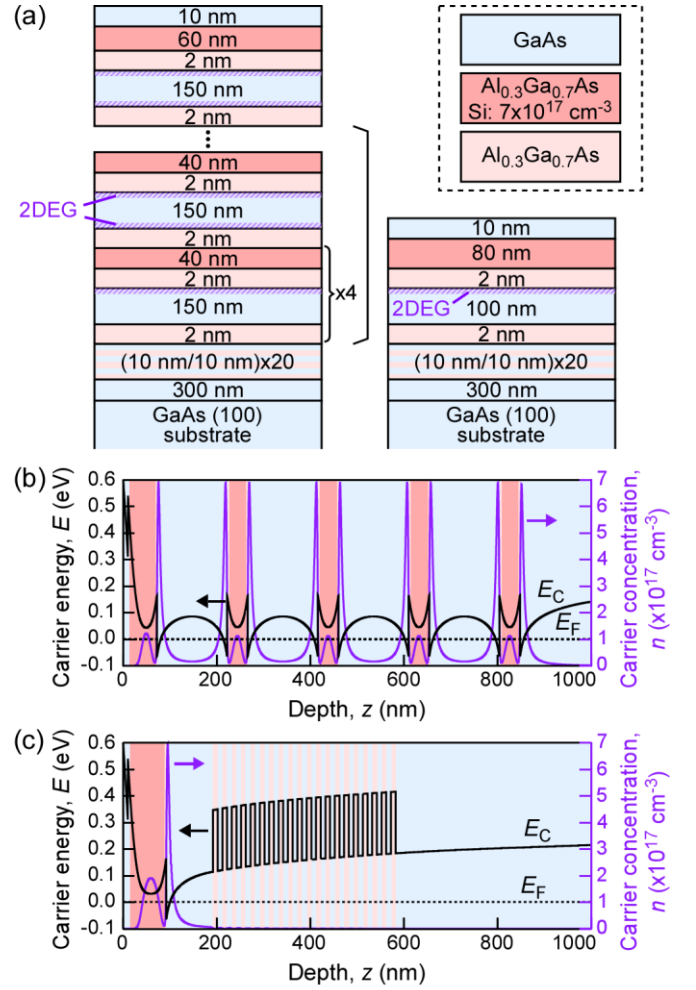 (a)
10 nm
60 nm
2 nm
150 nm
2 nm
40 nm
2 nm
2DEG
150 nm
2 nm
40 nm
2 nm
x4
150 nm
2 nm
(10 nm/10 nm)x20
300 nm
GaAs (100)
substrate
GaAs
Al0.3Ga0.7As
Si: 7x10^17 cm^-3
Al0.3Ga0.7As
10 nm
80 nm
2 nm
2DEG
100 nm
2 nm
(10 nm/10 nm)x20
300 nm
GaAs (100)
substrate
(b)
Carrier energy, E (eV)
0.6
0.5
0.4
0.3
0.2
0.1
0.0
-0.1
EC
EF
7
6
5
4
3
2
1
0
Carrier concentration,
n (x10^17 cm^-3)
0
200
400
600
800
1000
Depth, z (nm)
(c)
Carrier energy, E (eV)
0.6
0.5
0.4
0.3
0.2
0.1
0.0
-0.1
EC
EF
7
6
5
4
3
2
1
0
Carrier concentration,
n (x10^17 cm^-3)
0
200
400
600
800
1000
Depth, z (nm)